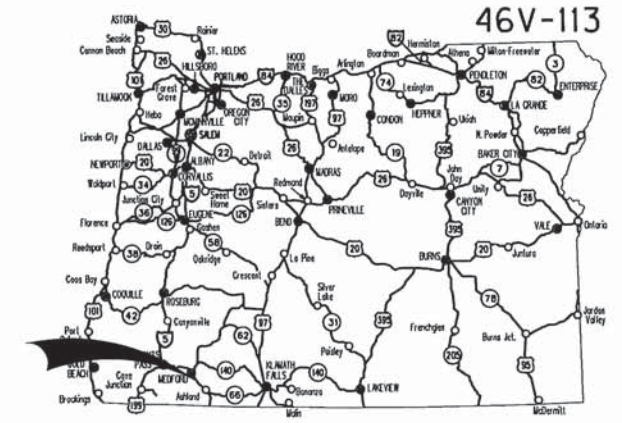 46V-113
ASTORIA
30
Rainier
Seaside
Cannon Beach
26
ST. HELENS
HILLSBORO
PORTLAND
101
TILLAMOOK
Forest Grove
Hebo
OREGON CITY
SALEM
84
26
HOOD RIVER
THE DALLES
35
197
Biggs
MORO
97
Maupin
Antelope
Arlington
Boardman
82
Hermiston
Athena
Milton-Freewater
PENDLETON
74
Lexington
HEPPNER
CONDON
Ukiah
395
84
LA GRANDE
N. Powder
3
82
ENTERPRISE
Copperfield
BAKER CITY
Lincoln City
DALLAS
NEWPORT
20
ALBANY
22
Detroit
CORVALLIS
Waldport
34
Junction City
5
Sweet Home
20
Sisters
Redmond
26
MADRAS
PRINEVILLE
26
19
Dayville
John Day
CANYON CITY
Unity
7
26
VALE
Ontario
36
126
EUGENE
126
Florence
Goshen
58
Oakridge
BEND
20
395
BURNS
20
Juntura
Reedsport
38
Drain
Crescent
La Pine
Coos Bay
COQUILLE
ROSEBURG
Silver Lake
31
395
78
Jordan Valley
101
42
Canyonville
97
62
Frenchglen
Burns Jct.
Port
5
Paisley
205
PASS
GOLD BEACH
Cave Junction
MEDFORD
140
KLAMATH FALLS
140
LAKEVIEW
95
Brookings
199
Ashland
66
Bonanza
Malin
McDermitt